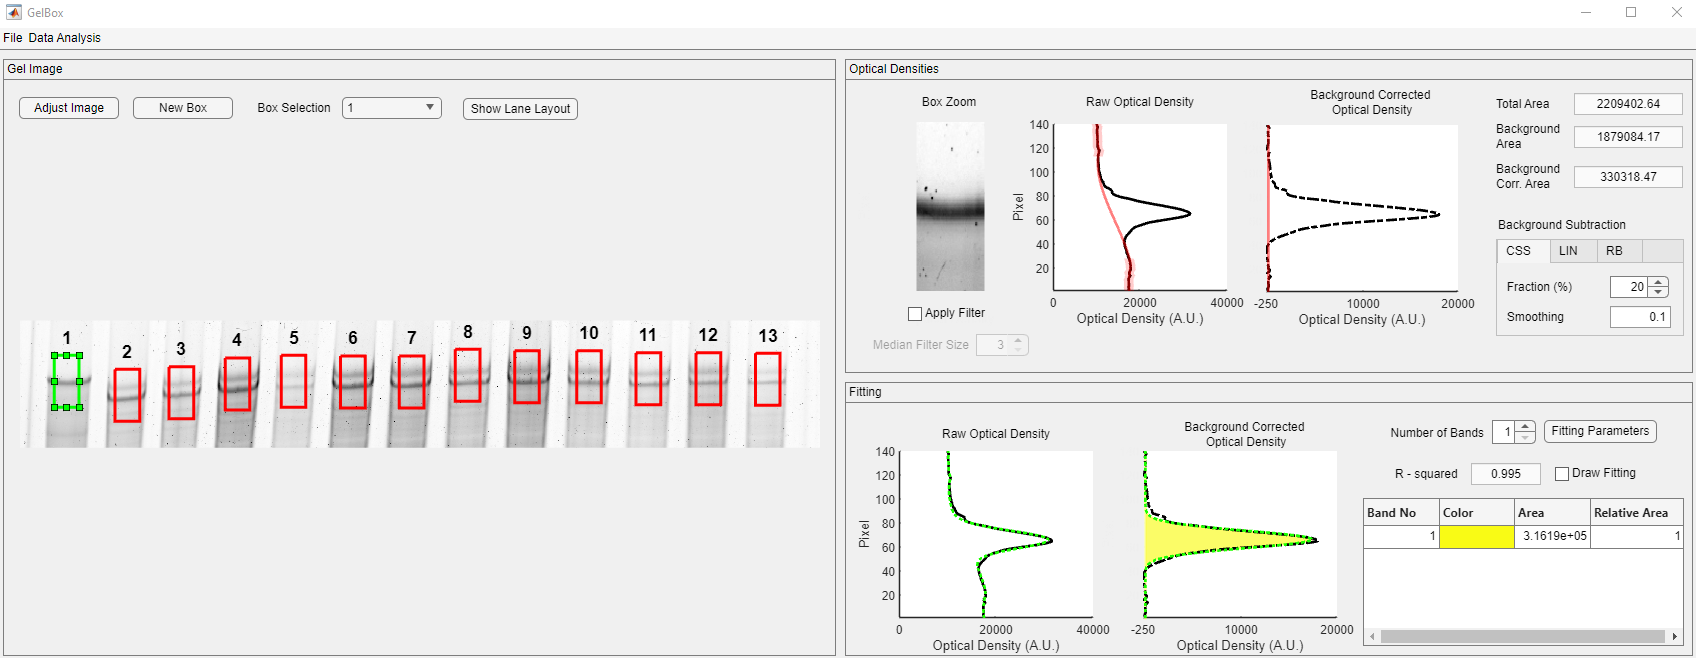 GelBox
File Data Analysis
Gel Image
Adjust Image
New Box
Box Selection
1
Show Lane Layout
1 2 3 4 5 6 7 8 9 10 11 12 13
Optical Densities
Box Zoom
Apply Filter
Median Filter Size
3
Raw Optical Density
Pixel
140
120
100
80
60
40
20
0 20000 40000
Optical Density (A.U.)
Background Corrected
Optical Density
-250 10000 20000
Optical Density (A.U.)
Total Area
2209402.64
Background
Area
1879084.17
Background
Corr. Area
330318.47
Background Subtraction
CSS LIN RB
Fraction (%)
20
Smoothing
0.1
Fitting
Raw Optical Density
Pixel
140
120
100
80
60
40
20
0 20000 40000
Optical Density (A.U.)
Background Corrected
Optical Density
-250 10000 20000
Optical Density (A.U.)
Number of Bands
1
Fitting Parameters
R - squared
0.995
Draw Fitting
Band No Color Area Relative Area
1 3.1619e+05 1